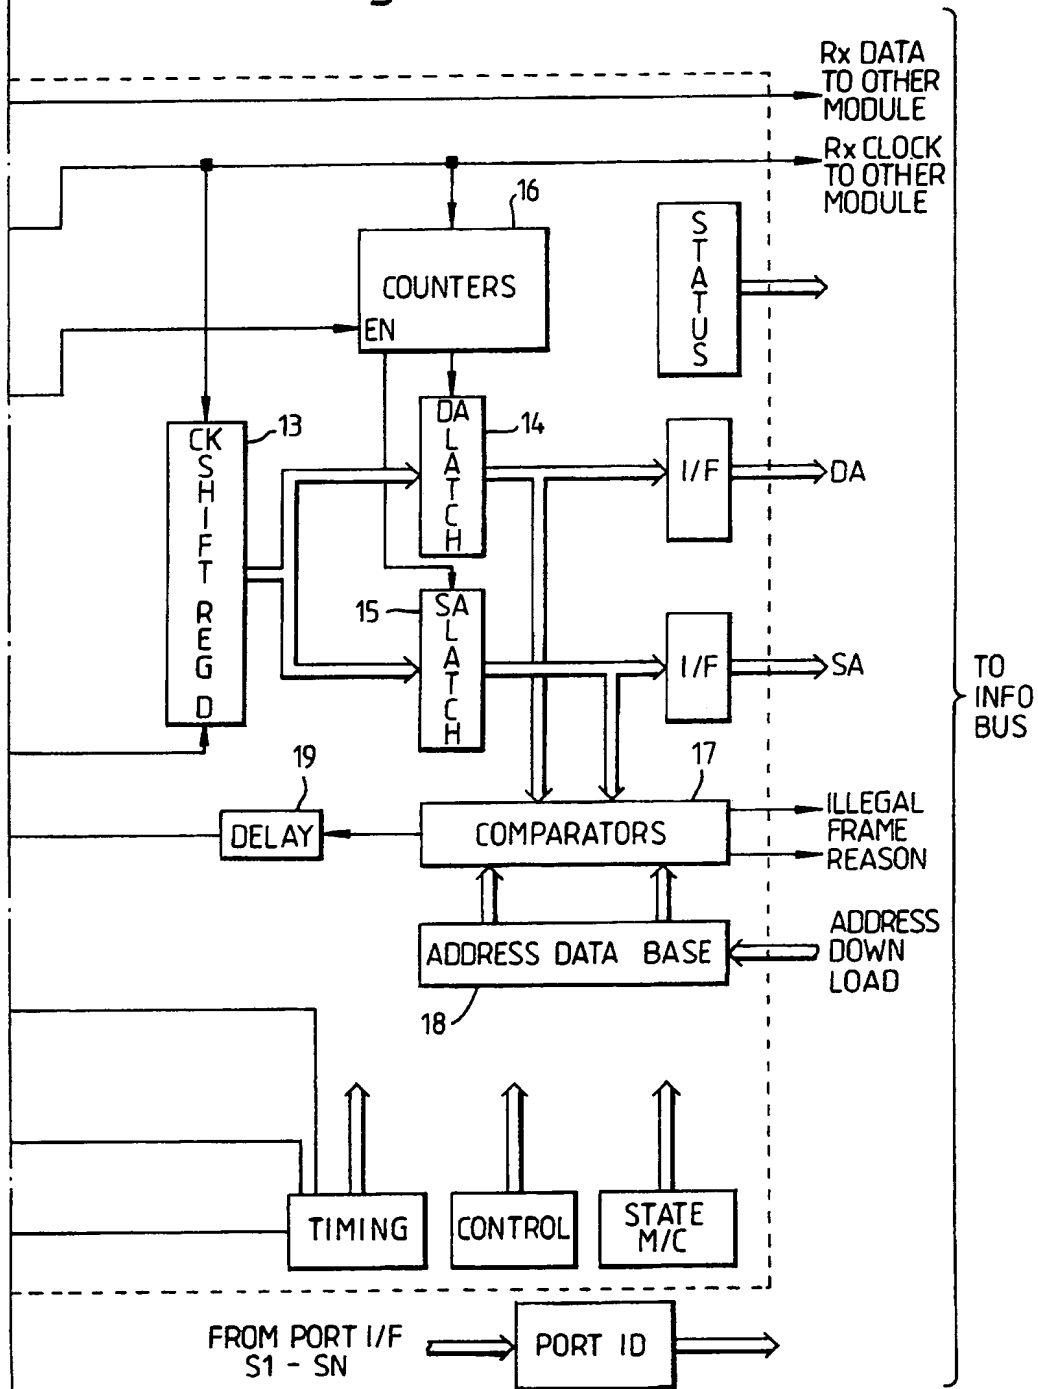 Rx DATA
TO OTHER
MODULE
Rx CLOCK
TO OTHER
MODULE
16
COUNTERS
EN
STATUS
CK
SHIFT REG
D
13
DA
LATCH
14
I/F
DA
15
SA
LATCH
I/F
SA
TO
INFO
BUS
19
DELAY
17
COMPARATORS
ILLEGAL
FRAME
REASON
ADDRESS DATA BASE
18
ADDRESS
DOWN
LOAD
TIMING
CONTROL
STATE
M/C
FROM PORT I/F
S1 - SN
PORT ID